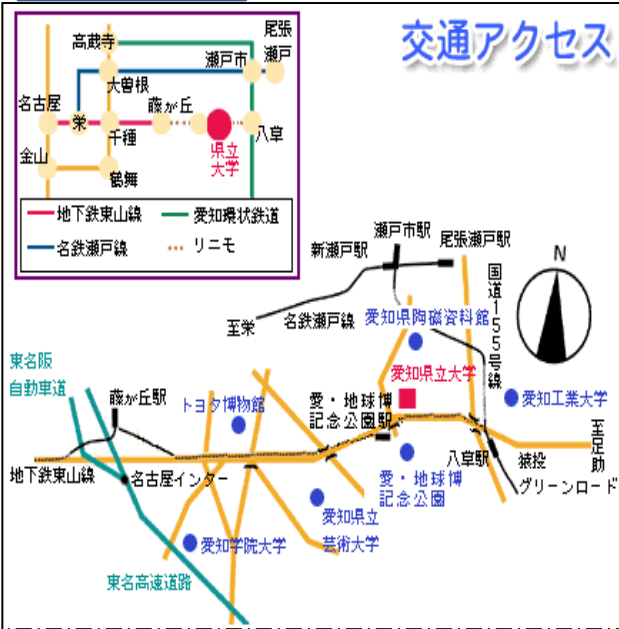 交通アクセス
尾張
瀬戸
高蔵寺
瀬戸市
大曽根
名古屋
藤が丘
栄
千種
八草
県立
大学
金山
鶴舞
地下鉄東山線
愛知環状鉄道
名鉄瀬戸線
リニモ
瀬戸市駅
新瀬戸駅
尾張瀬戸駅
N
国道155号線
至栄
名鉄瀬戸線
愛知県陶磁資料館
東名阪
自動車道
藤が丘駅
トヨタ博物館
愛知県立大学
愛・地球博
記念公園駅
愛知工業大学
至足助
地下鉄東山線
名古屋インター
八草駅
猿投
グリーンロード
愛・地球博
記念公園
愛知県立
芸術大学
愛知学院大学
東名高速道路